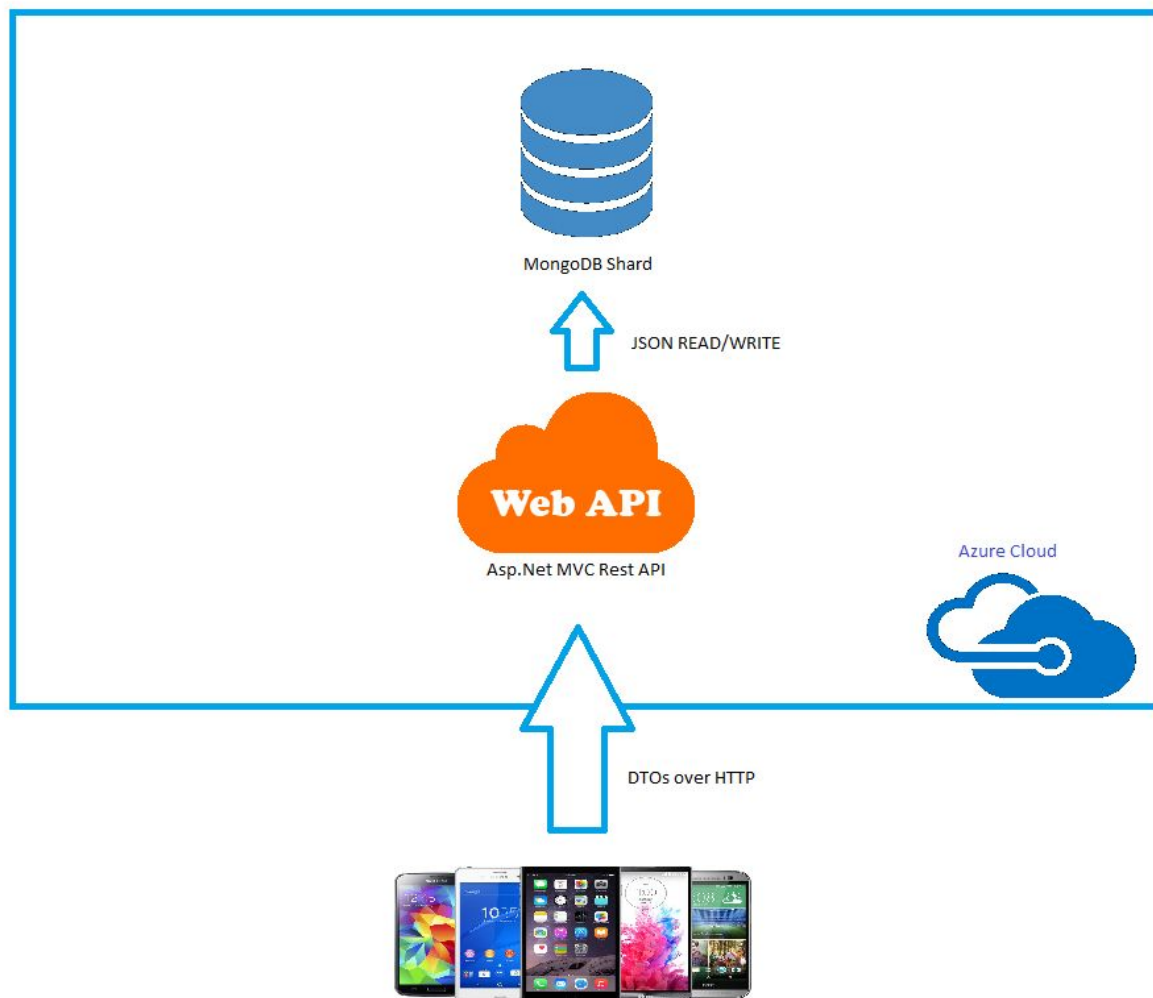 MongoDB Shard
JSON READ/WRITE
Web API
Asp.Net MVC Rest API
Azure Cloud
DTOs over HTTP